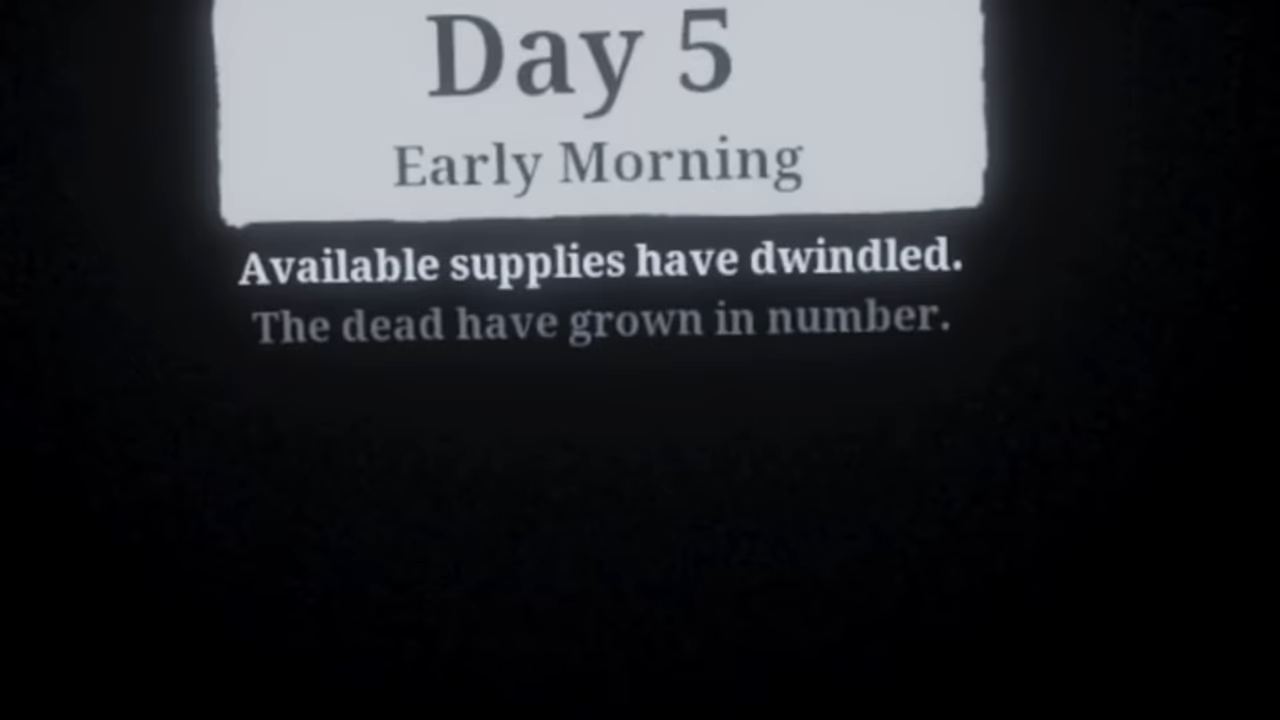 Day 5
Early Morning
Available supplies have dwindled.
The dead have grown in number.